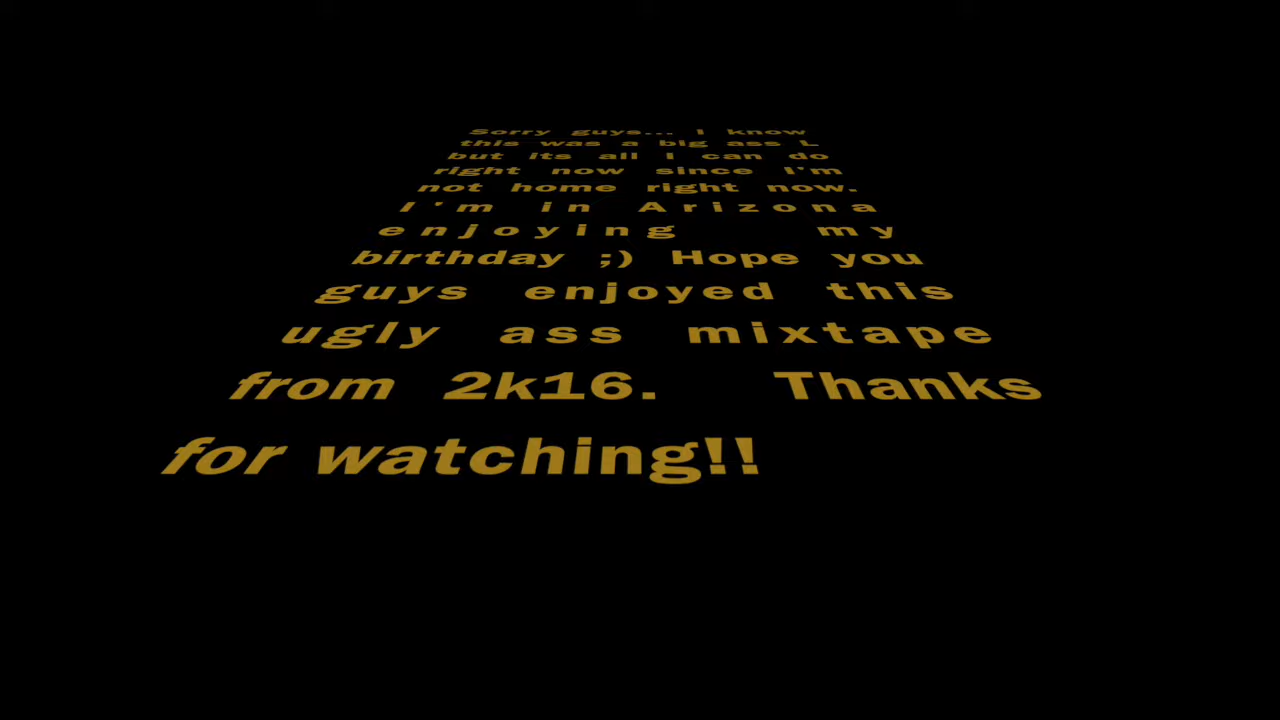 Sorry guys... I know
this was a big ass L
but its all I can do
right now since I'm
not home right now.
I'm in Arizona
enjoying my
birthday ;) Hope you
guys enjoyed this
ugly ass mixtape
from 2k16. Thanks
for watching!!